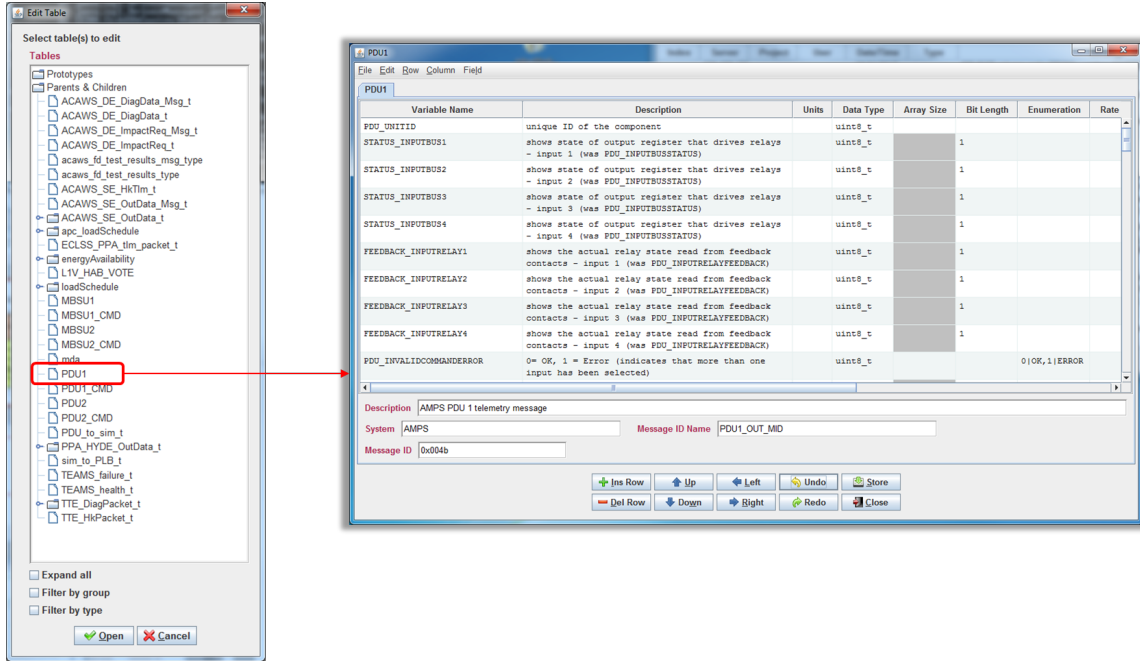 Edit Table
Select table(s) to edit
Tables
Prototypes
Parents & Children
ACAWS_DE_DiagData_Msg_t
ACAWS_DE_DiagData_t
ACAWS_DE_ImpactReq_Msg_t
ACAWS_DE_ImpactReq_t
acaws_fd_test_results_msg_type
acaws_fd_test_results_type
ACAWS_SE_HkTlm_t
ACAWS_SE_OutData_Msg_t
ACAWS_SE_OutData_t
apc_loadSchedule
ECLSS_PPA_tlm_packet_t
energyAvailability
L1V_HAB_VOTE
loadSchedule
MBSU1
MBSU1_CMD
MBSU2
MBSU2_CMD
mda
PDU1
PDU1_CMD
PDU2
PDU2_CMD
PDU_to_sim_t
PPA_HYDE_OutData_t
sim_to_PLB_t
TEAMS_failure_t
TEAMS_health_t
TTE_DiagPacket_t
TTE_HkPacket_t
Expand all
Filter by group
Filter by type
Open Cancel
PDU1
File Edit Row Column Field
PDU1
Variable Name Description Units Data Type Array Size Bit Length Enumeration Rate
PDU_UNITID unique ID of the component uint8_t
STATUS_INPUTBUS1 shows state of output register that drives relays uint8_t 1
- input 1 (was PDU_INPUTBUSSTATUS)
STATUS_INPUTBUS2 shows state of output register that drives relays uint8_t 1
- input 2 (was PDU_INPUTBUSSTATUS)
STATUS_INPUTBUS3 shows state of output register that drives relays uint8_t 1
- input 3 (was PDU_INPUTBUSSTATUS)
STATUS_INPUTBUS4 shows state of output register that drives relays uint8_t 1
- input 4 (was PDU_INPUTBUSSTATUS)
FEEDBACK_INPUTRELAY1 shows the actual relay state read from feedback uint8_t 1
contacts - input 1 (was PDU_INPUTRELAYFEEDBACK)
FEEDBACK_INPUTRELAY2 shows the actual relay state read from feedback uint8_t 1
contacts - input 2 (was PDU_INPUTRELAYFEEDBACK)
FEEDBACK_INPUTRELAY3 shows the actual relay state read from feedback uint8_t 1
contacts - input 3 (was PDU_INPUTRELAYFEEDBACK)
FEEDBACK_INPUTRELAY4 shows the actual relay state read from feedback uint8_t 1
contacts - input 4 (was PDU_INPUTRELAYFEEDBACK)
PDU_INVALIDCOMMANDERROR 0= OK, 1 = Error (indicates that more than one uint8_t 0|OK,1|ERROR
input has been selected)
Description AMPS PDU 1 telemetry message
System AMPS Message ID Name PDU1_OUT_MID
Message ID 0x004b
Ins Row Up Left Undo Store
Del Row Down Right Redo Close